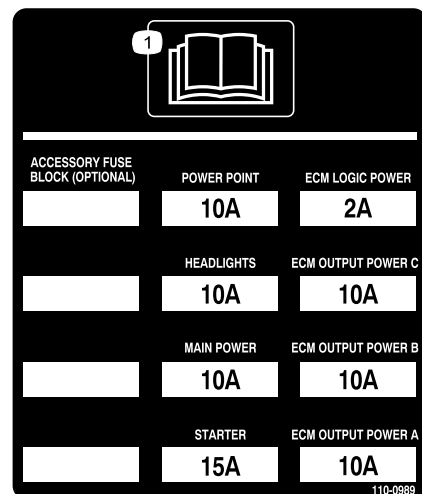 1
ACCESSORY FUSE
BLOCK (OPTIONAL)
POWER POINT
ECM LOGIC POWER
10A
2A
HEADLIGHTS
ECM OUTPUT POWER C
10A
10A
MAIN POWER
ECM OUTPUT POWER B
10A
10A
STARTER
ECM OUTPUT POWER A
15A
10A
110-0989